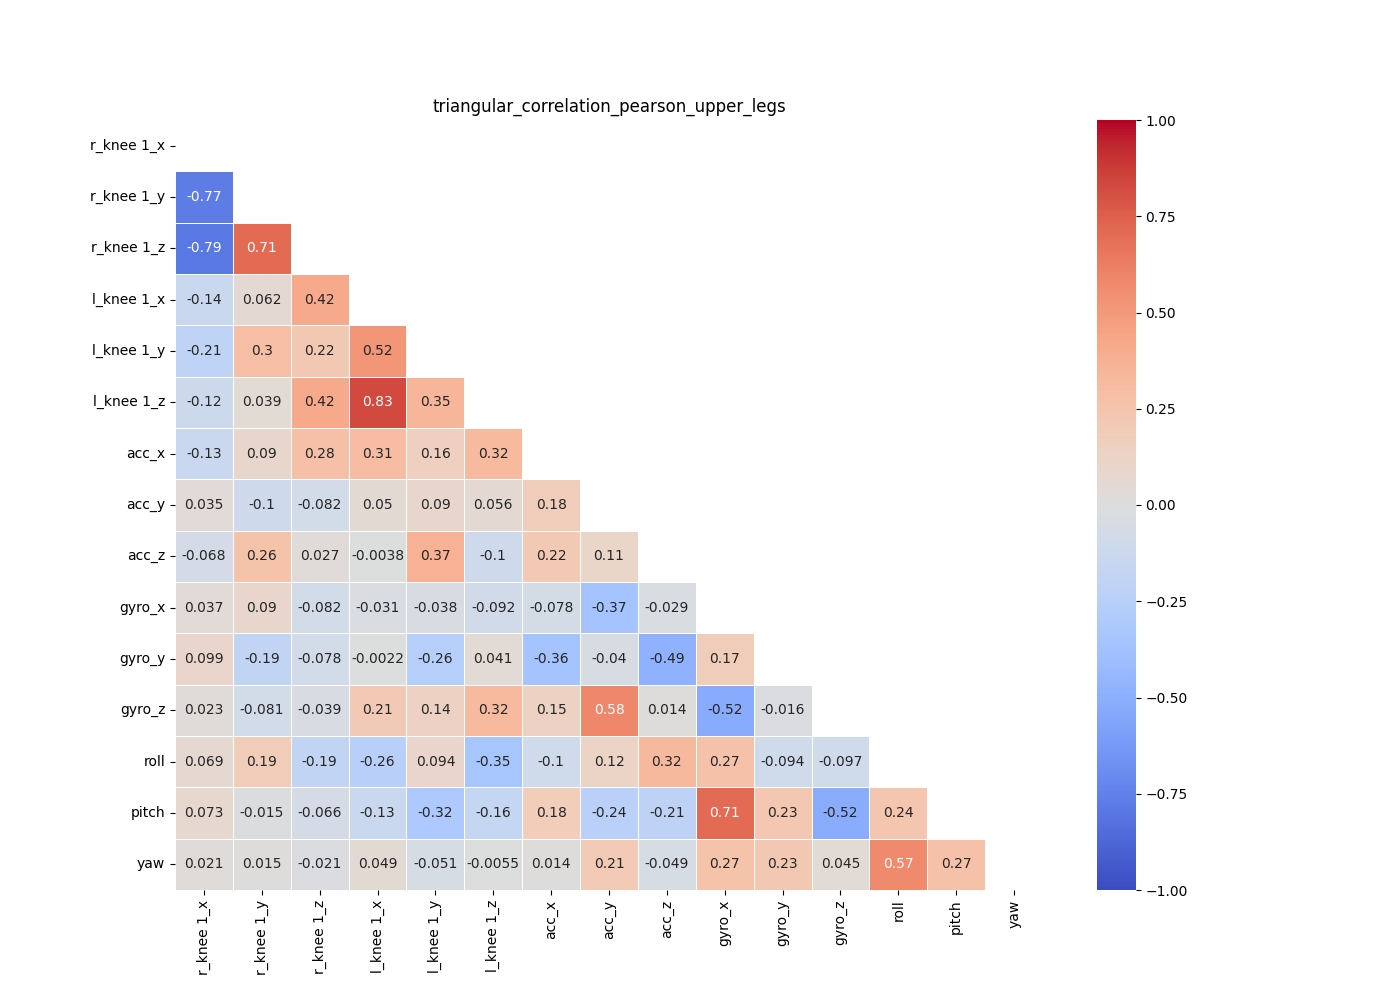 triangular_correlation_pearson_upper_legs
r_knee 1_x
r_knee 1_y -0.77
r_knee 1_z -0.79 0.71
l_knee 1_x -0.14 0.062 0.42
l_knee 1_y -0.21 0.3 0.22 0.52
l_knee 1_z -0.12 0.039 0.42 0.83 0.35
acc_x -0.13 0.09 0.28 0.31 0.16 0.32
acc_y 0.035 -0.1 -0.082 0.05 0.09 0.056 0.18
acc_z -0.068 0.26 0.027 -0.0038 0.37 -0.1 0.22 0.11
gyro_x 0.037 0.09 -0.082 -0.031 -0.038 -0.092 -0.078 -0.37 -0.029
gyro_y 0.099 -0.19 -0.078 -0.0022 -0.26 0.041 -0.36 -0.04 -0.49 0.17
gyro_z 0.023 -0.081 -0.039 0.21 0.14 0.32 0.15 0.58 0.014 -0.52 -0.016
roll 0.069 0.19 -0.19 -0.26 0.094 -0.35 -0.1 0.12 0.32 0.27 -0.094 -0.097
pitch 0.073 -0.015 -0.066 -0.13 -0.32 -0.16 0.18 -0.24 -0.21 0.71 0.23 -0.52 0.24
yaw 0.021 0.015 -0.021 0.049 -0.051 -0.0055 0.014 0.21 -0.049 0.27 0.23 0.045 0.57 0.27
r_knee 1_x r_knee 1_y r_knee 1_z l_knee 1_x l_knee 1_y l_knee 1_z acc_x acc_y acc_z gyro_x gyro_y gyro_z roll pitch yaw
1.00
0.75
0.50
0.25
0.00
−0.25
−0.50
−0.75
−1.00